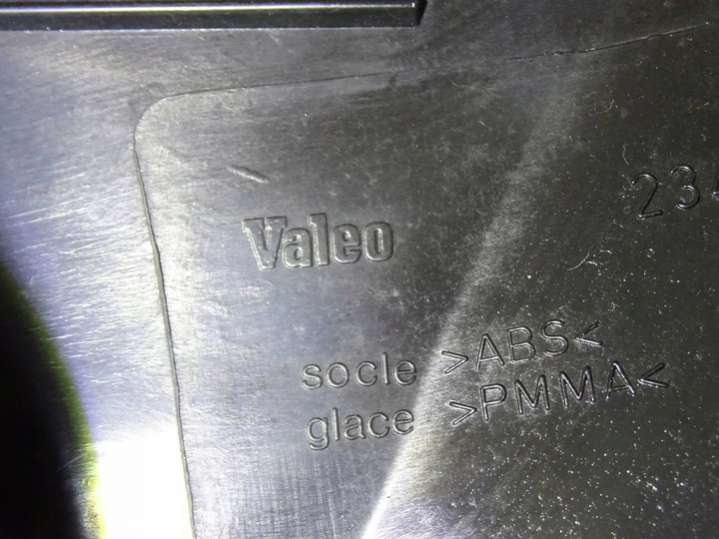 Valeo
socle >ABS<
glace >PMMA<